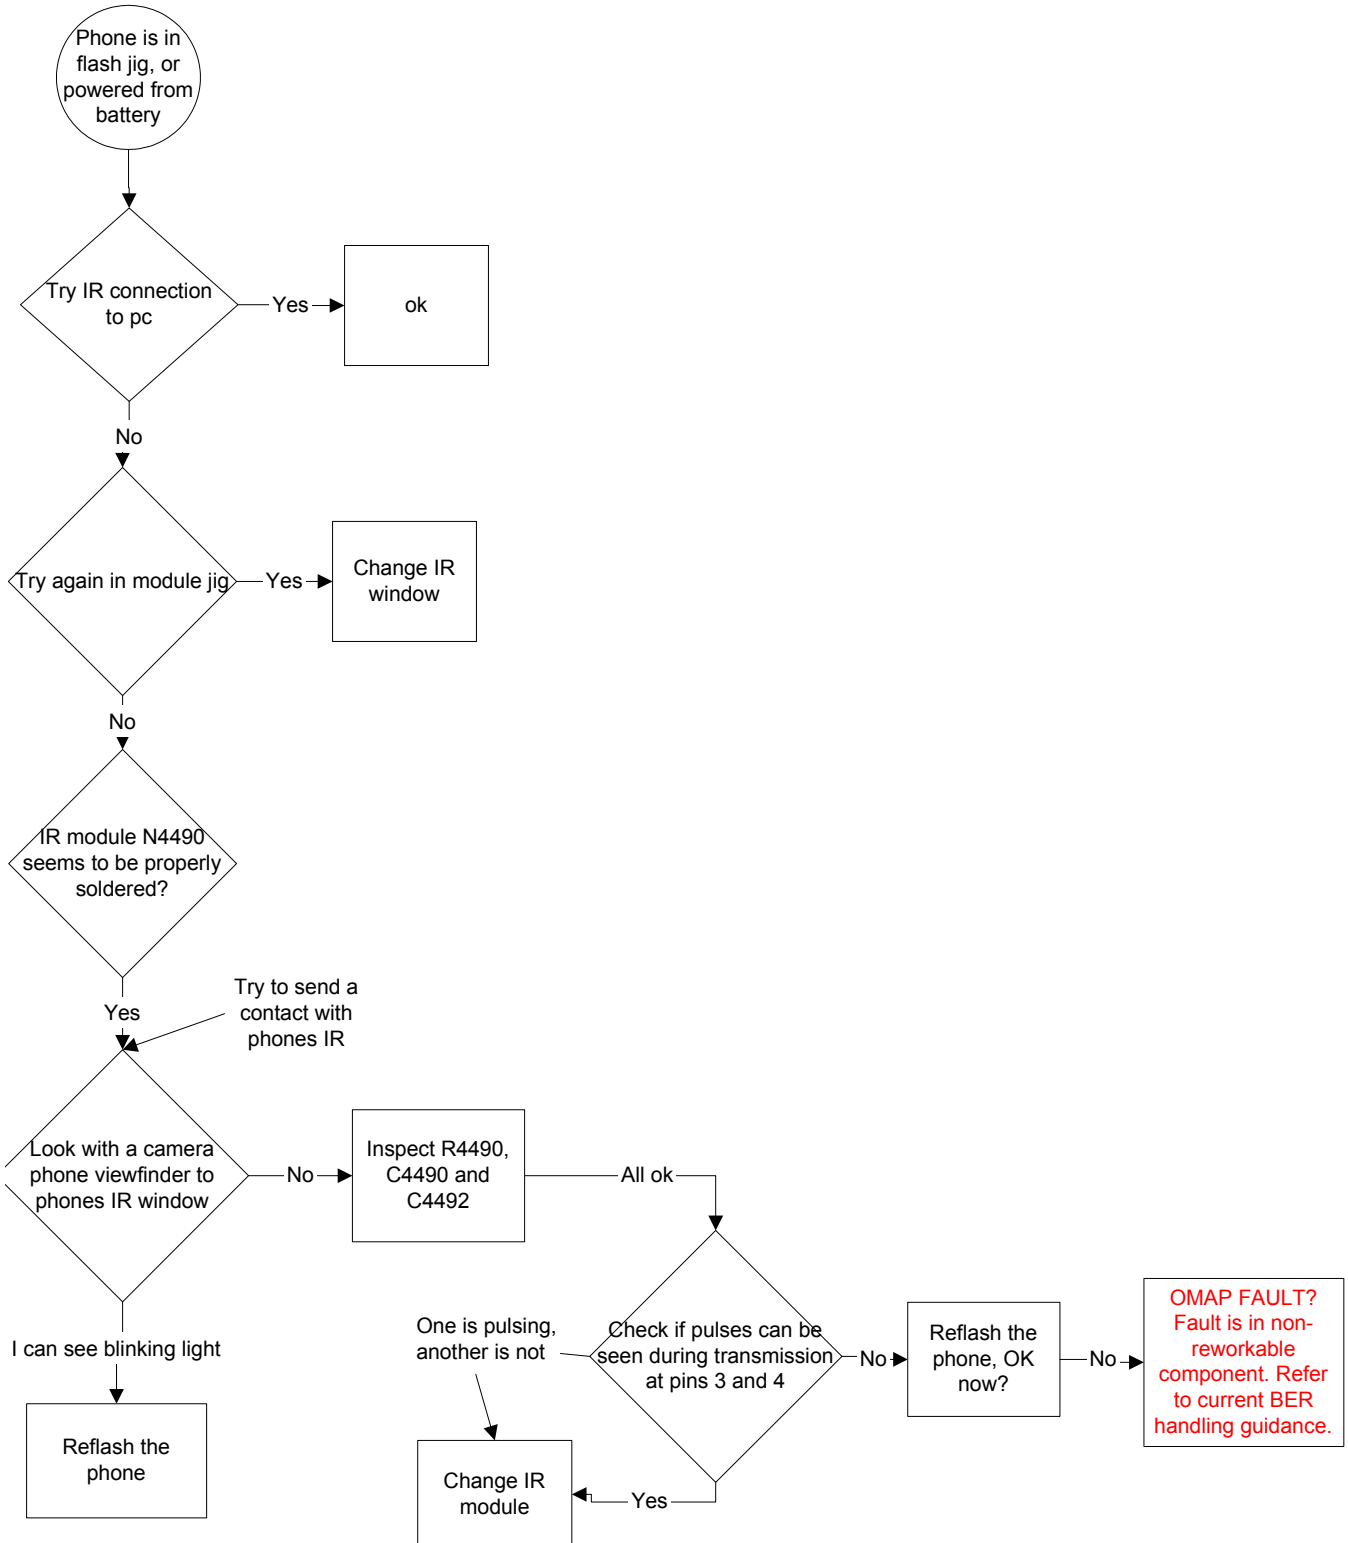 Phone is in
flash jig, or
powered from
battery
Try IR connection
to pc
Yes
ok
No
Try again in module jig
Yes
Change IR
window
No
IR module N4490
seems to be properly
soldered?
Yes
Try to send a
contact with
phones IR
Look with a camera
phone viewfinder to
phones IR window
No
Inspect R4490,
C4490 and
C4492
All ok
I can see blinking light
Reflash the
phone
One is pulsing,
another is not
Check if pulses can be
seen during transmission
at pins 3 and 4
No
Reflash the
phone, OK
now?
No
OMAP FAULT?
Fault is in non-
reworkable
component. Refer
to current BER
handling guidance.
Yes
Change IR
module